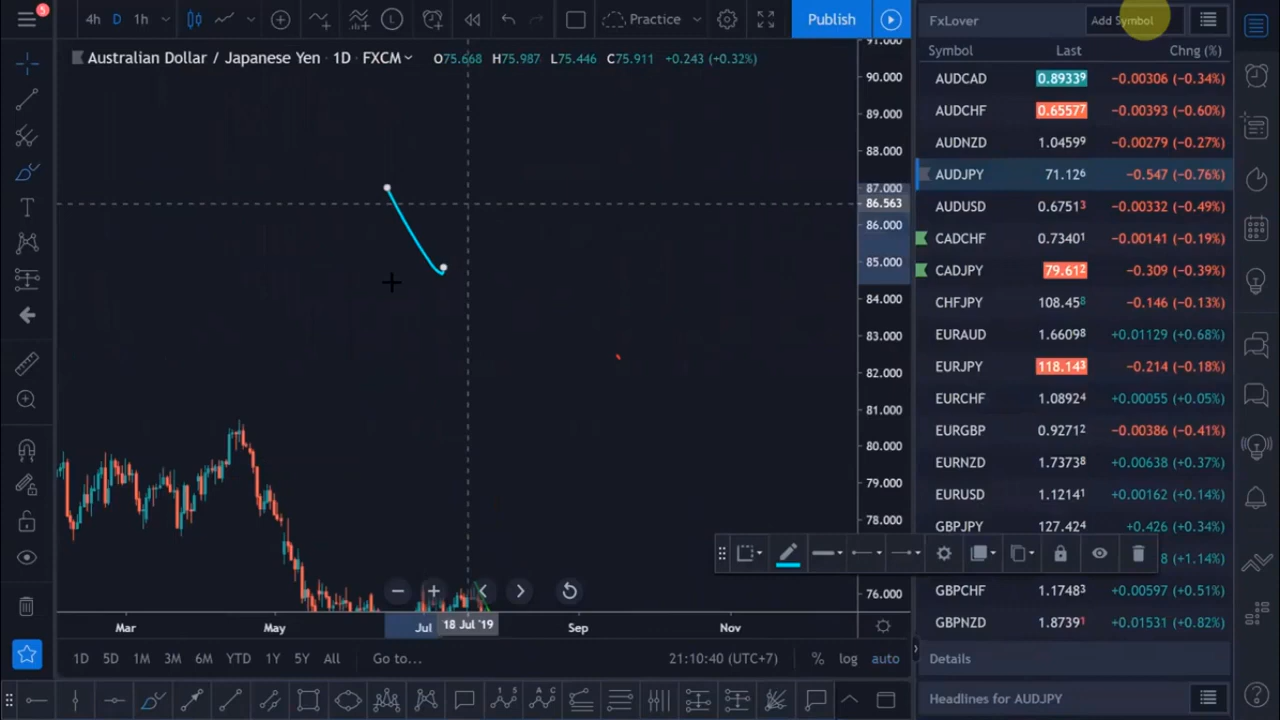 5 4h D 1h Practice Publish FxLover Add Symbol
Australian Dollar / Japanese Yen · 1D · FXCM O75.668 H75.987 L75.446 C75.911 +0.243 (+0.32%)
91.000
90.000
89.000
88.000
87.000
86.563
86.000
85.000
84.000
83.000
82.000
81.000
80.000
79.000
78.000
76.000
Mar May Jul 18 Jul '19 Sep Nov
1D 5D 1M 3M 6M YTD 1Y 5Y All Go to... 21:10:40 (UTC+7) % log auto
Symbol Last Chng (%)
AUDCAD 0.89339 −0.00306 (−0.34%)
AUDCHF 0.65577 −0.00393 (−0.60%)
AUDNZD 1.04599 −0.00279 (−0.27%)
AUDJPY 71.126 −0.547 (−0.76%)
AUDUSD 0.67513 −0.00332 (−0.49%)
CADCHF 0.73401 −0.00141 (−0.19%)
CADJPY 79.612 −0.309 (−0.39%)
CHFJPY 108.458 −0.146 (−0.13%)
EURAUD 1.66098 +0.01129 (+0.68%)
EURJPY 118.143 −0.214 (−0.18%)
EURCHF 1.08924 +0.00055 (+0.05%)
EURGBP 0.92712 −0.00386 (−0.41%)
EURNZD 1.73738 +0.00638 (+0.37%)
EURUSD 1.12141 +0.00162 (+0.14%)
GBPJPY 127.424 +0.426 (+0.34%)
8 +1.14%)
GBPCHF 1.17483 +0.00597 (+0.51%)
GBPNZD 1.87391 +0.01531 (+0.82%)
Details
Headlines for AUDJPY